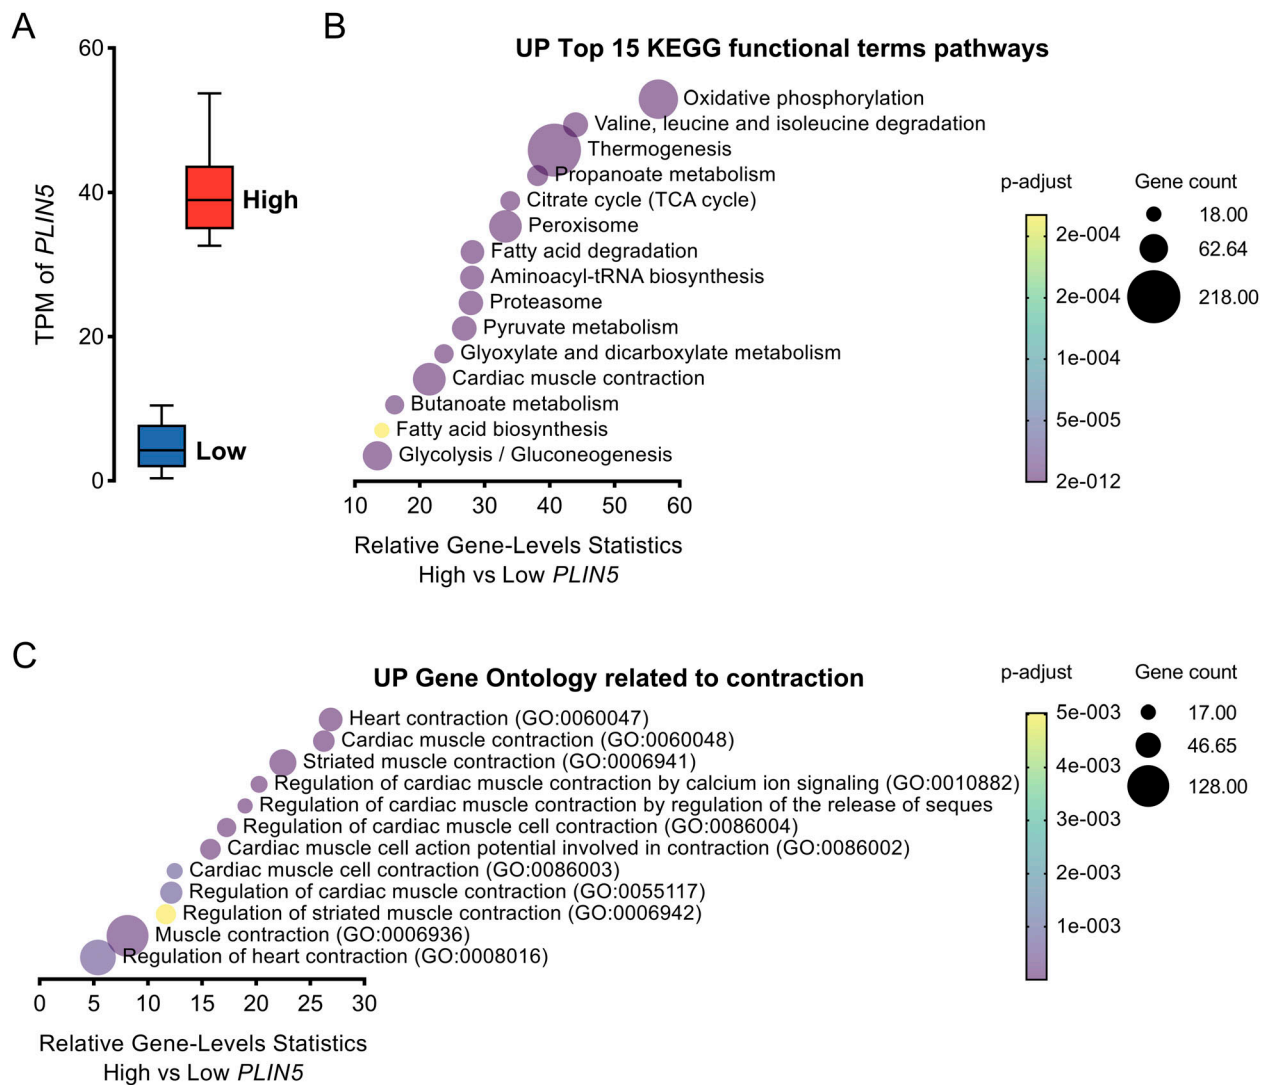 A
60
40
20
0
TPM of PLIN5
High
Low
B
UP Top 15 KEGG functional terms pathways
Oxidative phosphorylation
Valine, leucine and isoleucine degradation
Thermogenesis
Propanoate metabolism
Citrate cycle (TCA cycle)
Peroxisome
Fatty acid degradation
Aminoacyl-tRNA biosynthesis
Proteasome
Pyruvate metabolism
Glyoxylate and dicarboxylate metabolism
Cardiac muscle contraction
Butanoate metabolism
Fatty acid biosynthesis
Glycolysis / Gluconeogenesis
10 20 30 40 50 60
Relative Gene-Levels Statistics
High vs Low PLIN5
p-adjust
2e-004
2e-004
1e-004
5e-005
2e-012
Gene count
18.00
62.64
218.00
C
UP Gene Ontology related to contraction
Heart contraction (GO:0060047)
Cardiac muscle contraction (GO:0060048)
Striated muscle contraction (GO:0006941)
Regulation of cardiac muscle contraction by calcium ion signaling (GO:0010882)
Regulation of cardiac muscle contraction by regulation of the release of seques
Regulation of cardiac muscle cell contraction (GO:0086004)
Cardiac muscle cell action potential involved in contraction (GO:0086002)
Cardiac muscle cell contraction (GO:0086003)
Regulation of cardiac muscle contraction (GO:0055117)
Regulation of striated muscle contraction (GO:0006942)
Muscle contraction (GO:0006936)
Regulation of heart contraction (GO:0008016)
0 5 10 15 20 25 30
Relative Gene-Levels Statistics
High vs Low PLIN5
p-adjust
5e-003
4e-003
3e-003
2e-003
1e-003
Gene count
17.00
46.65
128.00